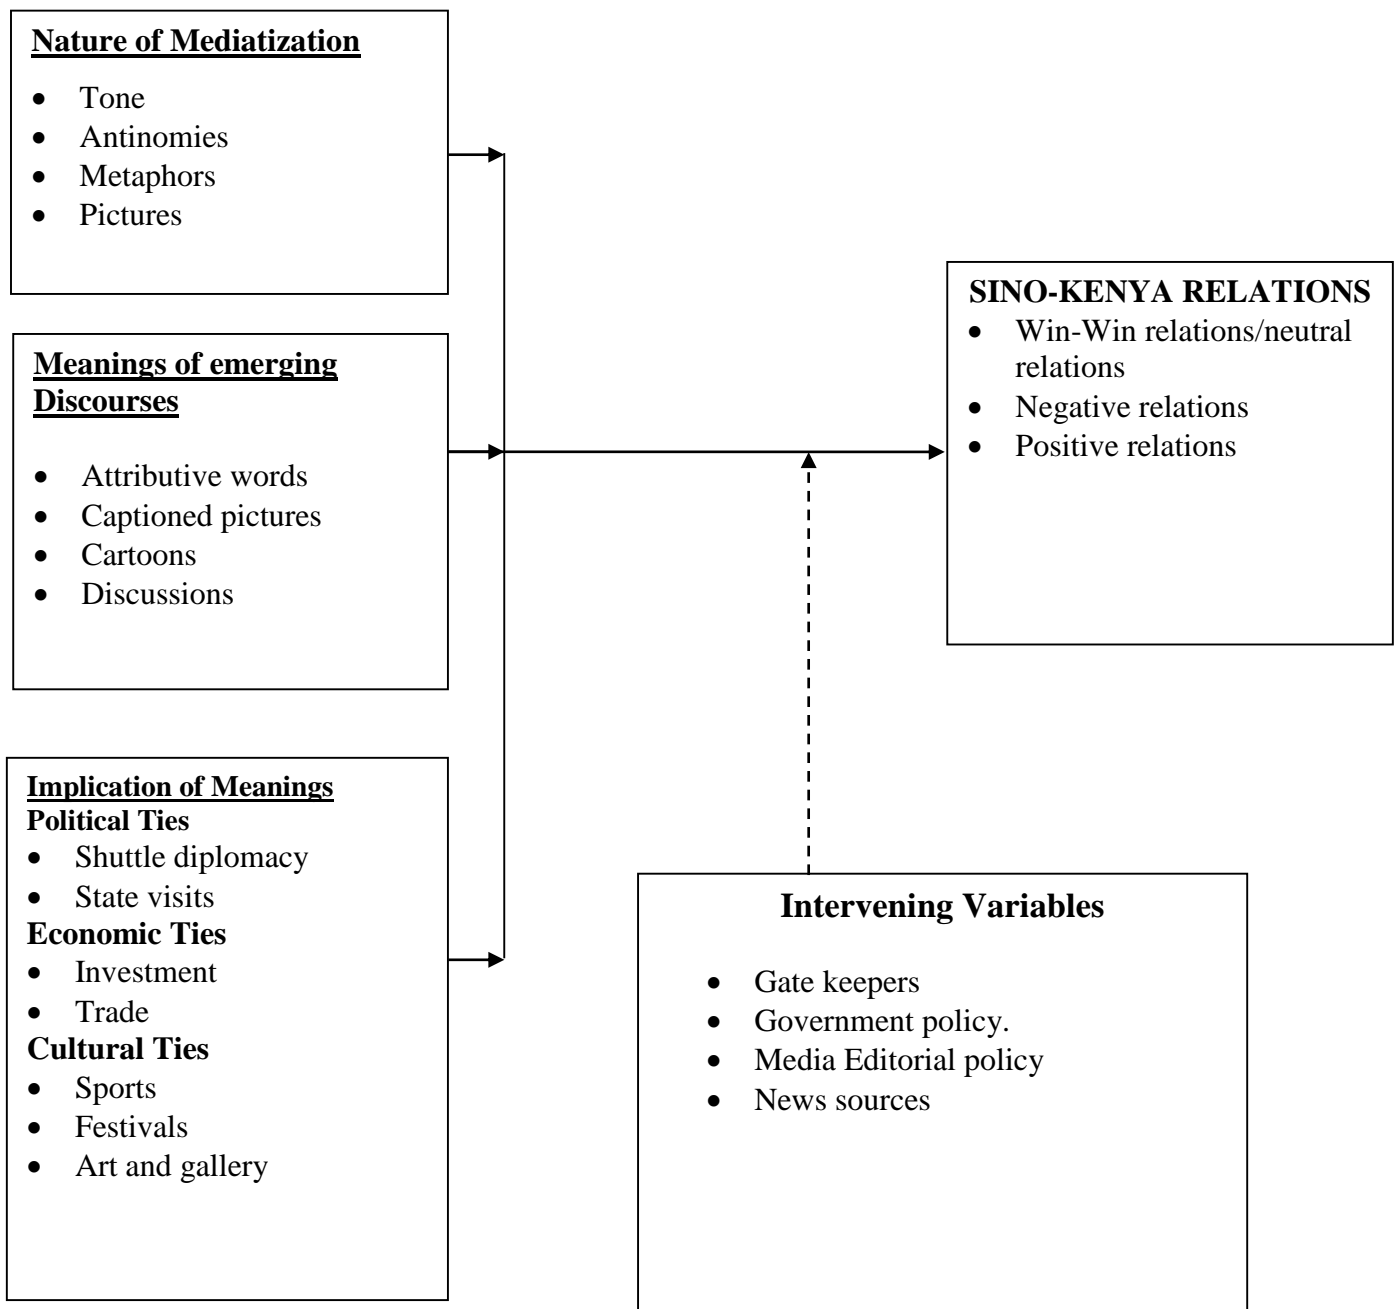 Nature of Mediatization
• Tone
• Antinomies
• Metaphors
• Pictures
Meanings of emerging
Discourses
• Attributive words
• Captioned pictures
• Cartoons
• Discussions
Implication of Meanings
Political Ties
• Shuttle diplomacy
• State visits
Economic Ties
• Investment
• Trade
Cultural Ties
• Sports
• Festivals
• Art and gallery
SINO-KENYA RELATIONS
• Win-Win relations/neutral
relations
• Negative relations
• Positive relations
Intervening Variables
• Gate keepers
• Government policy.
• Media Editorial policy
• News sources